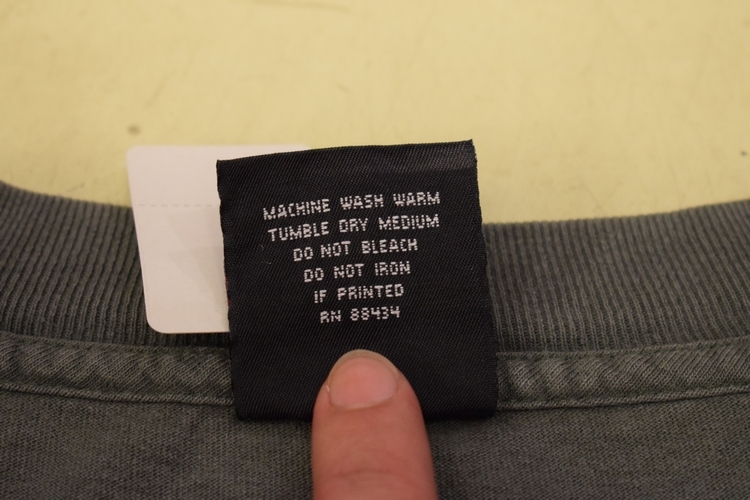 MACHINE WASH WARM
TUMBLE DRY MEDIUM
DO NOT BLEACH
DO NOT IRON
IF PRINTED
RN 88434